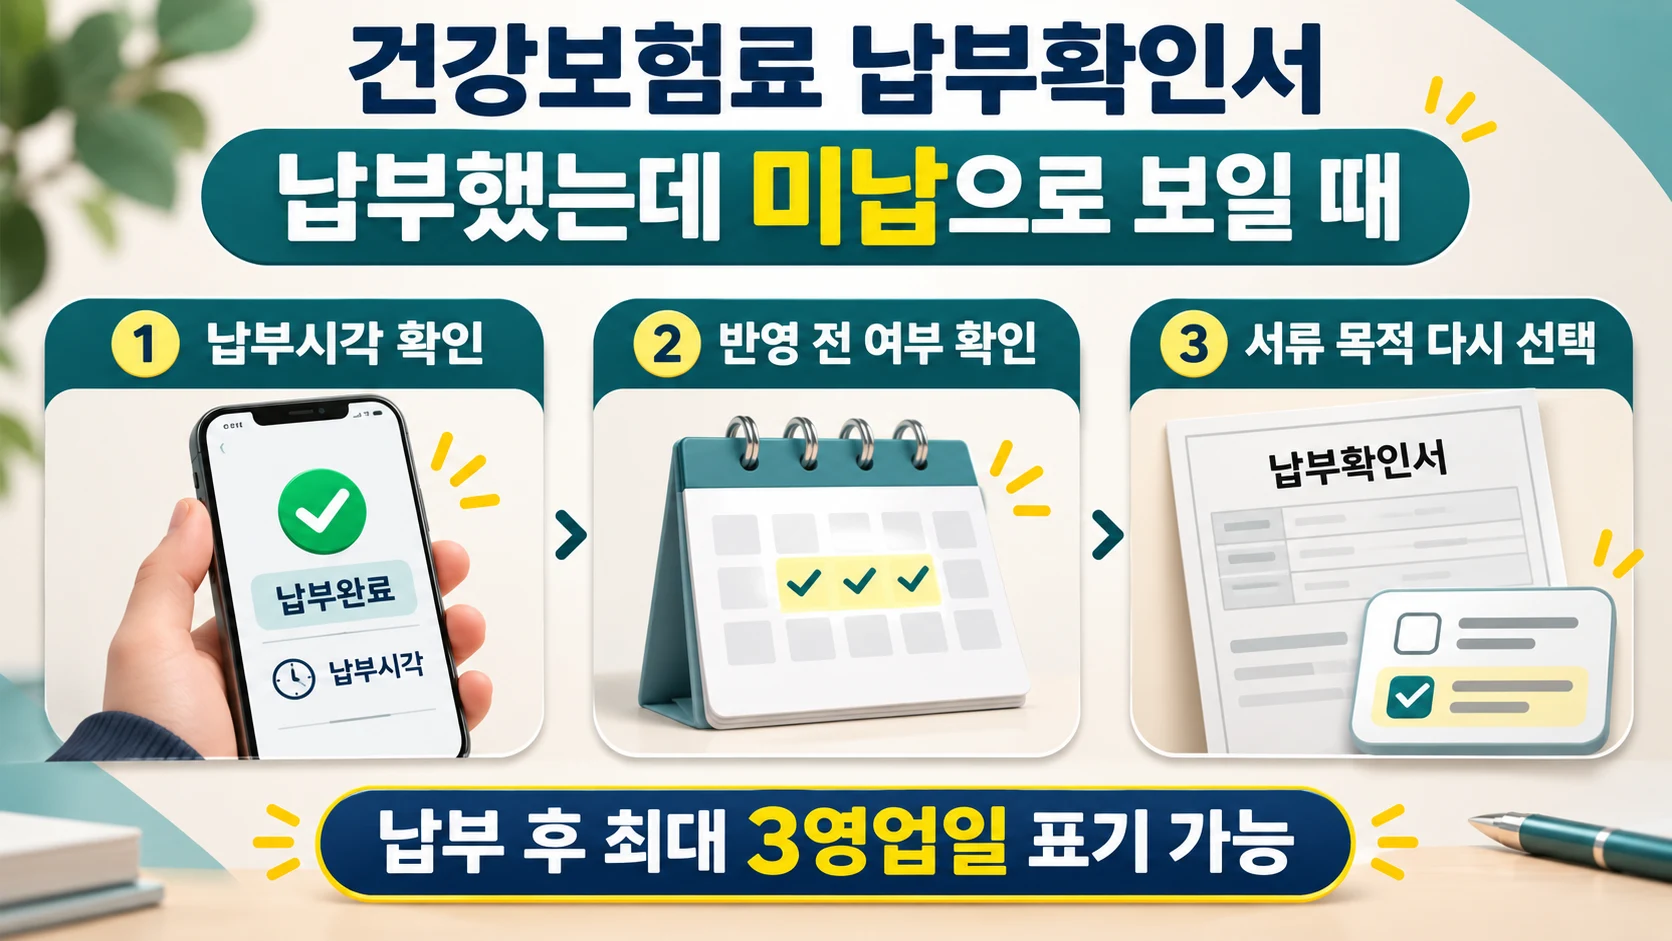 건강보험료 납부확인서
납부했는데 미납으로 보일 때
1 납부시각 확인
납부완료
납부시각
2 반영 전 여부 확인
3 서류 목적 다시 선택
납부확인서
납부 후 최대 3영업일 표기 가능